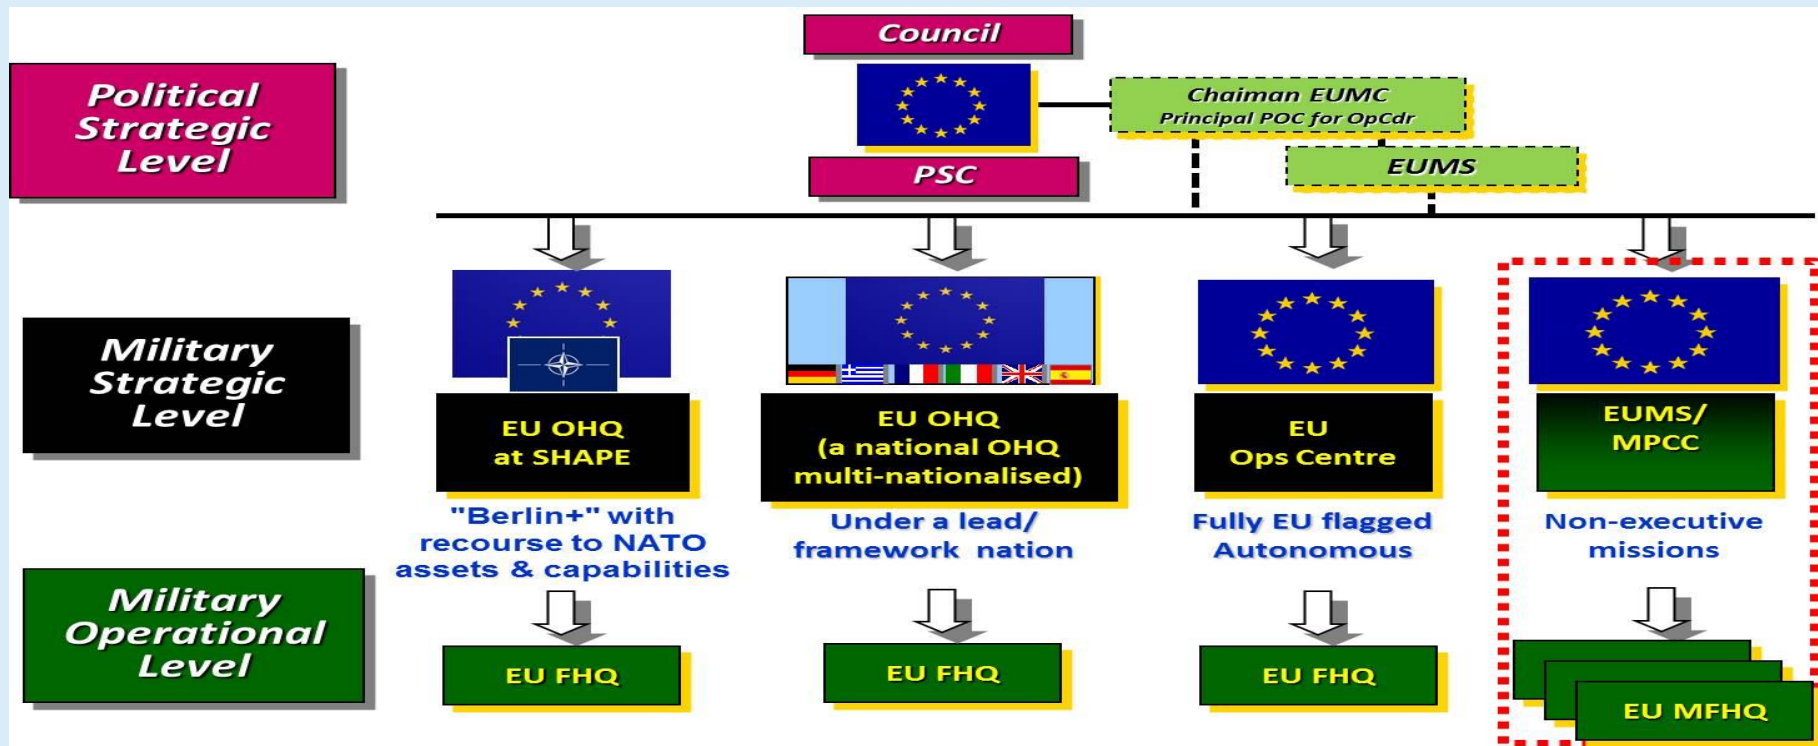 Council
Political
Strategic
Level
Chaiman EUMC
Principal POC for OpCdr
PSC
EUMS
Military
Strategic
Level
EU OHQ
at SHAPE
EU OHQ
(a national OHQ
multi-nationalised)
EU
Ops Centre
EUMS/
MPCC
"Berlin+" with
recourse to NATO
assets & capabilities
Under a lead/
framework nation
Fully EU flagged
Autonomous
Non-executive
missions
Military
Operational
Level
EU FHQ
EU FHQ
EU FHQ
EU MFHQ